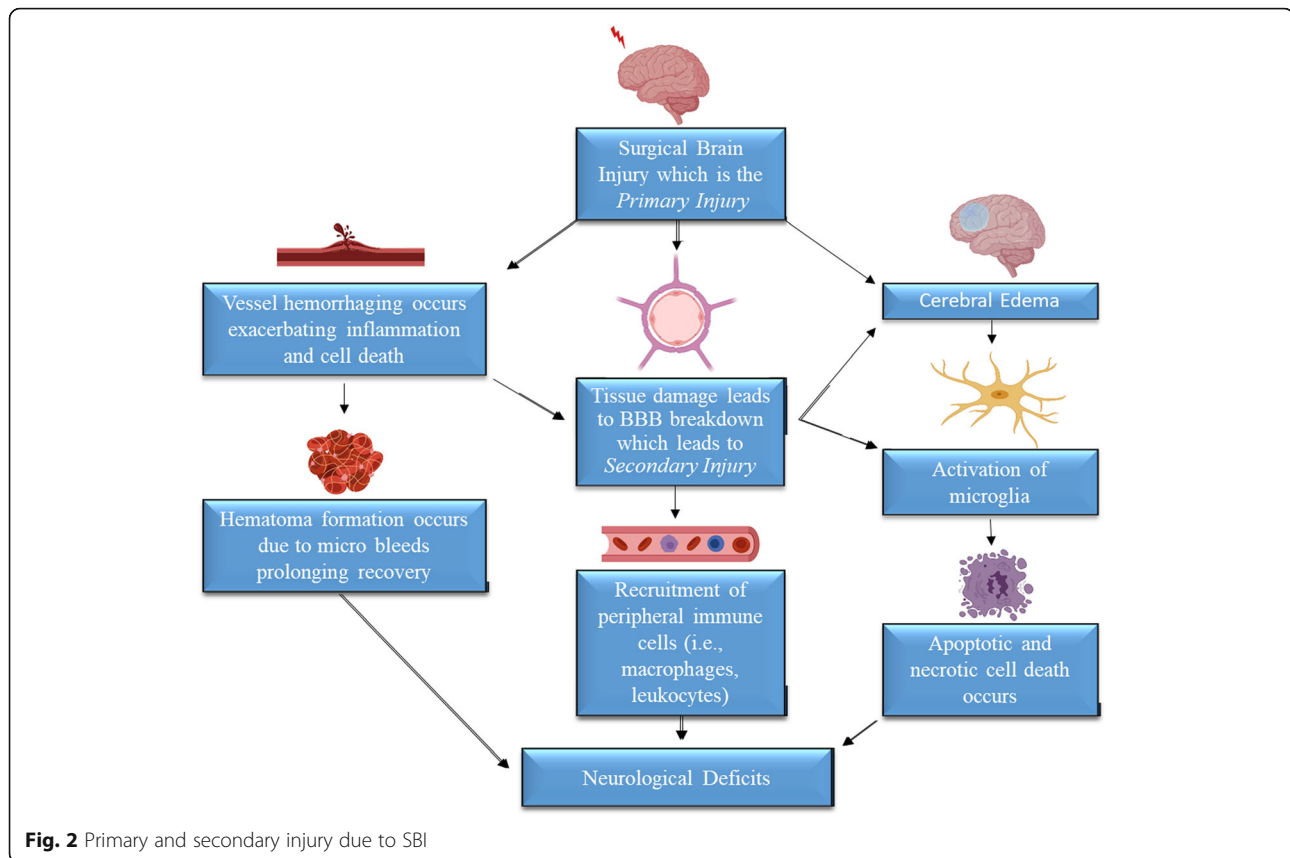 Surgical Brain
Injury which is the
Primary Injury
Vessel hemorrhaging occurs
exacerbating inflammation
and cell death
Cerebral Edema
Tissue damage leads
to BBB breakdown
which leads to
Secondary Injury
Activation of
microglia
Hematoma formation occurs
due to micro bleeds
prolonging recovery
Recruitment of
peripheral immune
cells (i.e.,
macrophages,
leukocytes)
Apoptotic and
necrotic cell death
occurs
Neurological Deficits
Fig. 2 Primary and secondary injury due to SBI